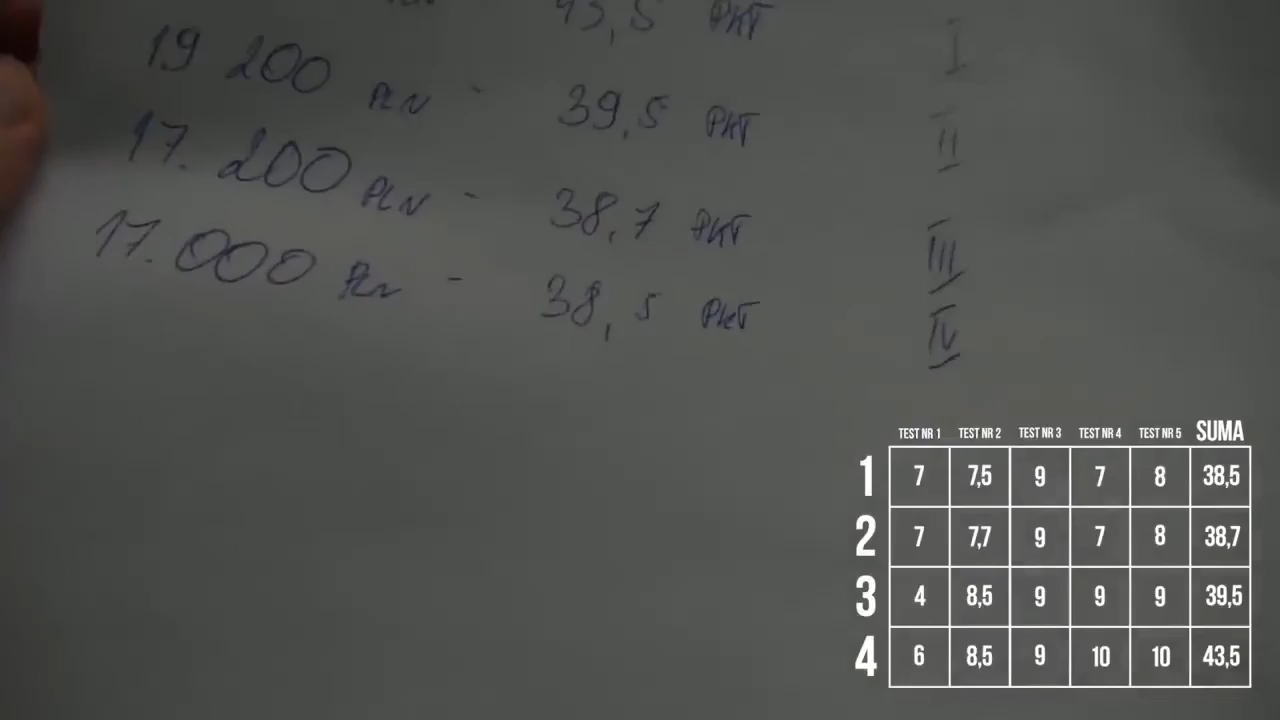 43,5 PKT I
19 200 PLN - 39,5 PKT II
17.200 PLN - 38,7 PKT III
17.000 PLN - 38,5 PKT IV
TEST NR 1 TEST NR 2 TEST NR 3 TEST NR 4 TEST NR 5 SUMA
1 7 7,5 9 7 8 38,5
2 7 7,7 9 7 8 38,7
3 4 8,5 9 9 9 39,5
4 6 8,5 9 10 10 43,5